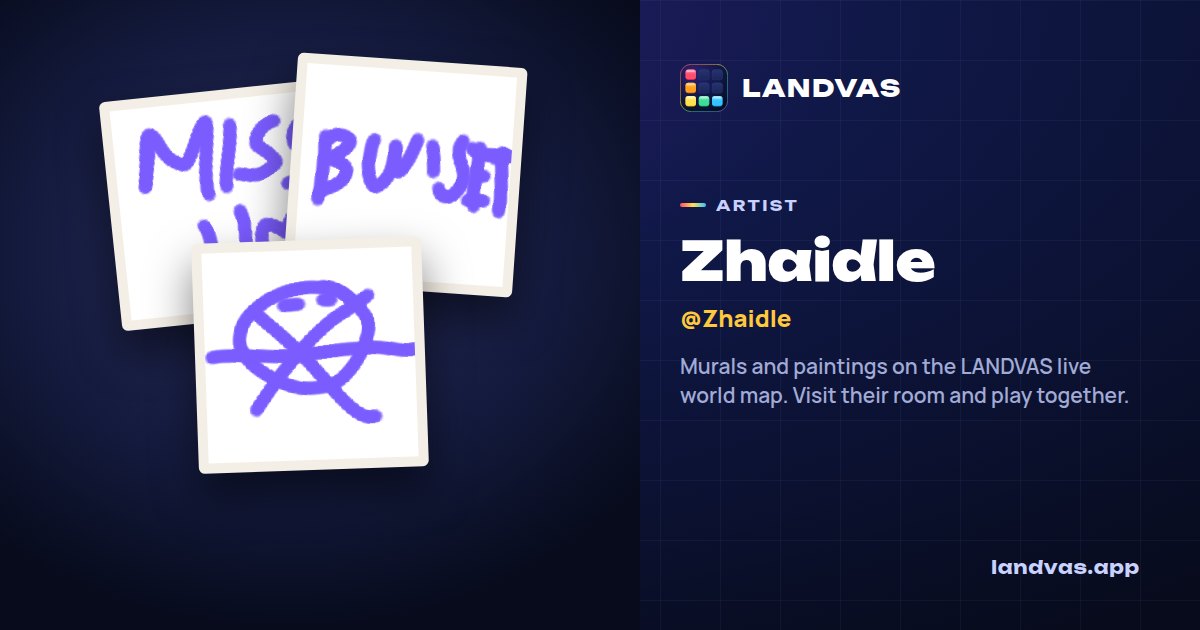 MISS
BUWISET
LANDVAS
ARTIST
Zhaidle
@Zhaidle
Murals and paintings on the LANDVAS live
world map. Visit their room and play together.
landvas.app